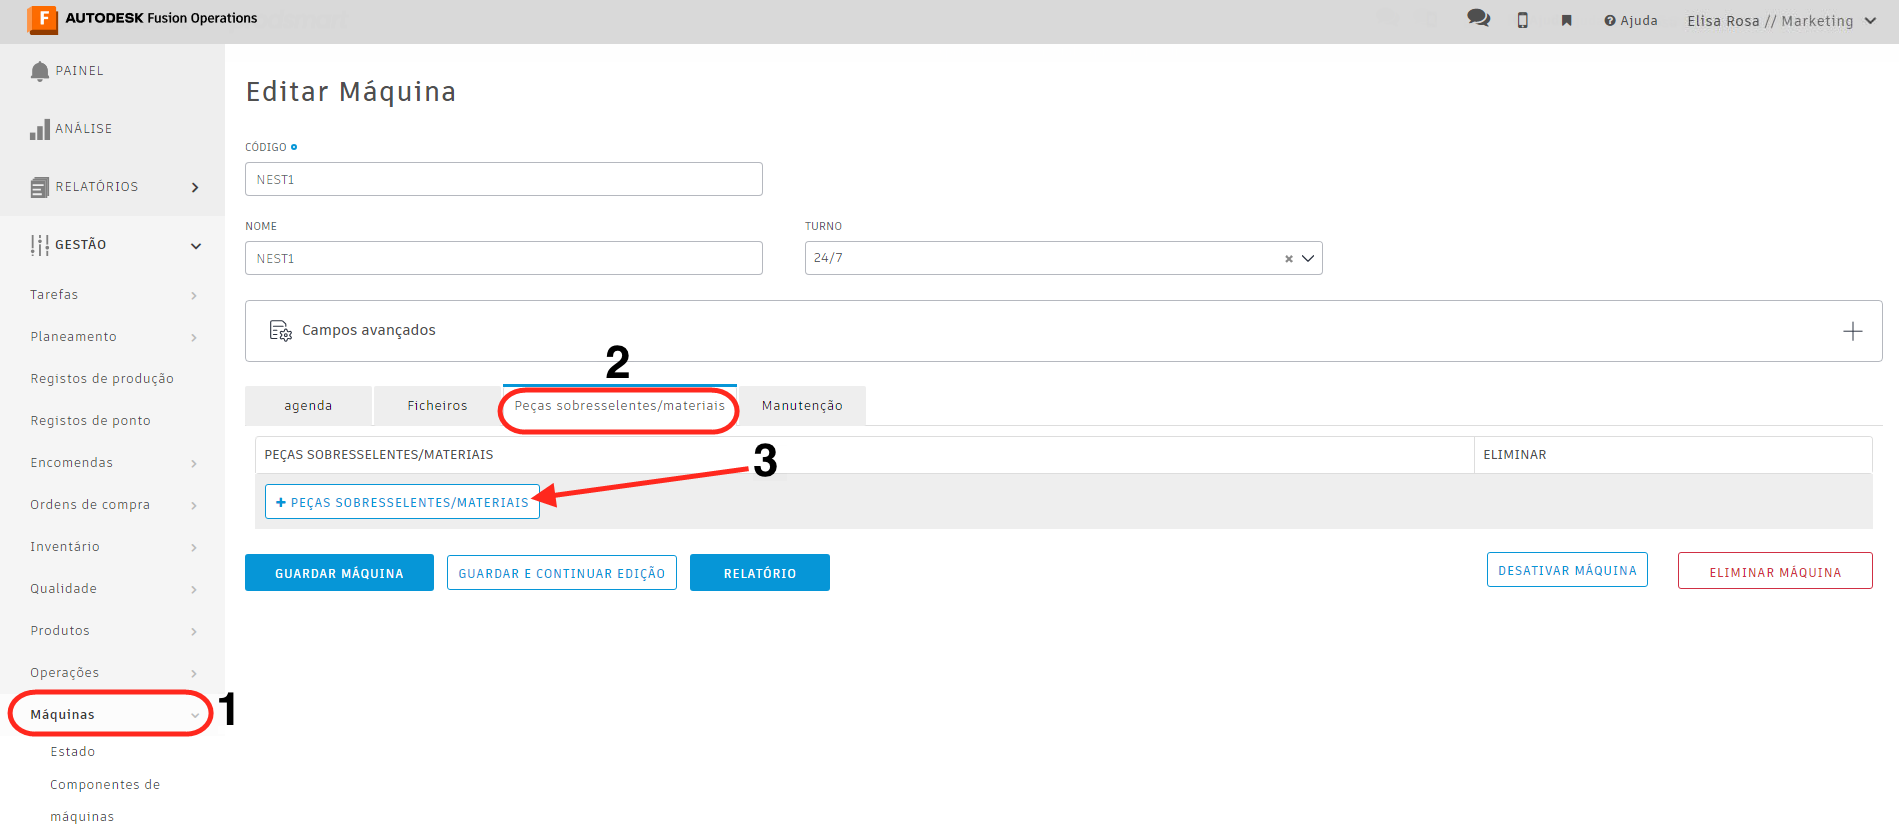 AUTODESK Fusion Operations
Ajuda
Elisa Rosa // Marketing
PAINEL
ANÁLISE
RELATÓRIOS
GESTÃO
Tarefas
Planeamento
Registos de produção
Registos de ponto
Encomendas
Ordens de compra
Inventário
Qualidade
Produtos
Operações
Máquinas
1
Estado
Componentes de
máquinas
Editar Máquina
CÓDIGO
NEST1
NOME
NEST1
TURNO
24/7
Campos avançados
2
agenda
Ficheiros
Peças sobresselentes/materiais
Manutenção
PEÇAS SOBRESSELENTES/MATERIAIS
ELIMINAR
3
+ PEÇAS SOBRESSELENTES/MATERIAIS
GUARDAR MÁQUINA
GUARDAR E CONTINUAR EDIÇÃO
RELATÓRIO
DESATIVAR MÁQUINA
ELIMINAR MÁQUINA